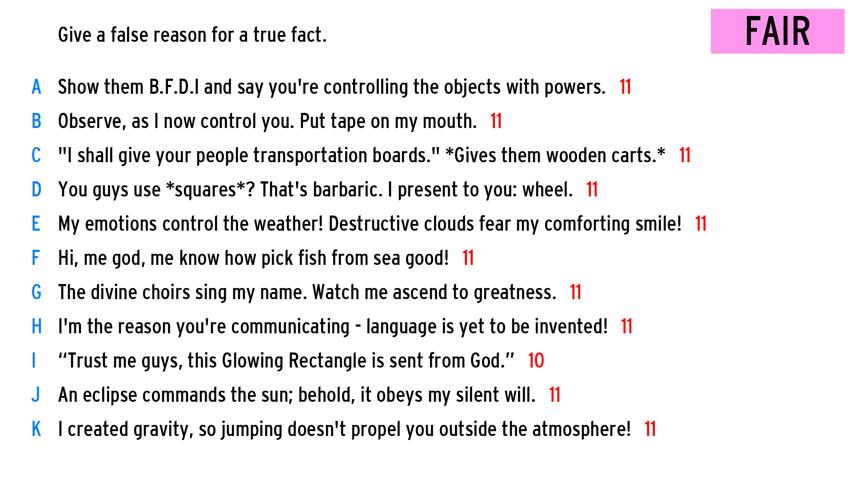 Give a false reason for a true fact.
FAIR
A Show them B.F.D.I and say you're controlling the objects with powers. 11
B Observe, as I now control you. Put tape on my mouth. 11
C "I shall give your people transportation boards." *Gives them wooden carts.* 11
D You guys use *squares*? That's barbaric. I present to you: wheel. 11
E My emotions control the weather! Destructive clouds fear my comforting smile! 11
F Hi, me god, me know how pick fish from sea good! 11
G The divine choirs sing my name. Watch me ascend to greatness. 11
H I'm the reason you're communicating - language is yet to be invented! 11
I “Trust me guys, this Glowing Rectangle is sent from God.” 10
J An eclipse commands the sun; behold, it obeys my silent will. 11
K I created gravity, so jumping doesn't propel you outside the atmosphere! 11